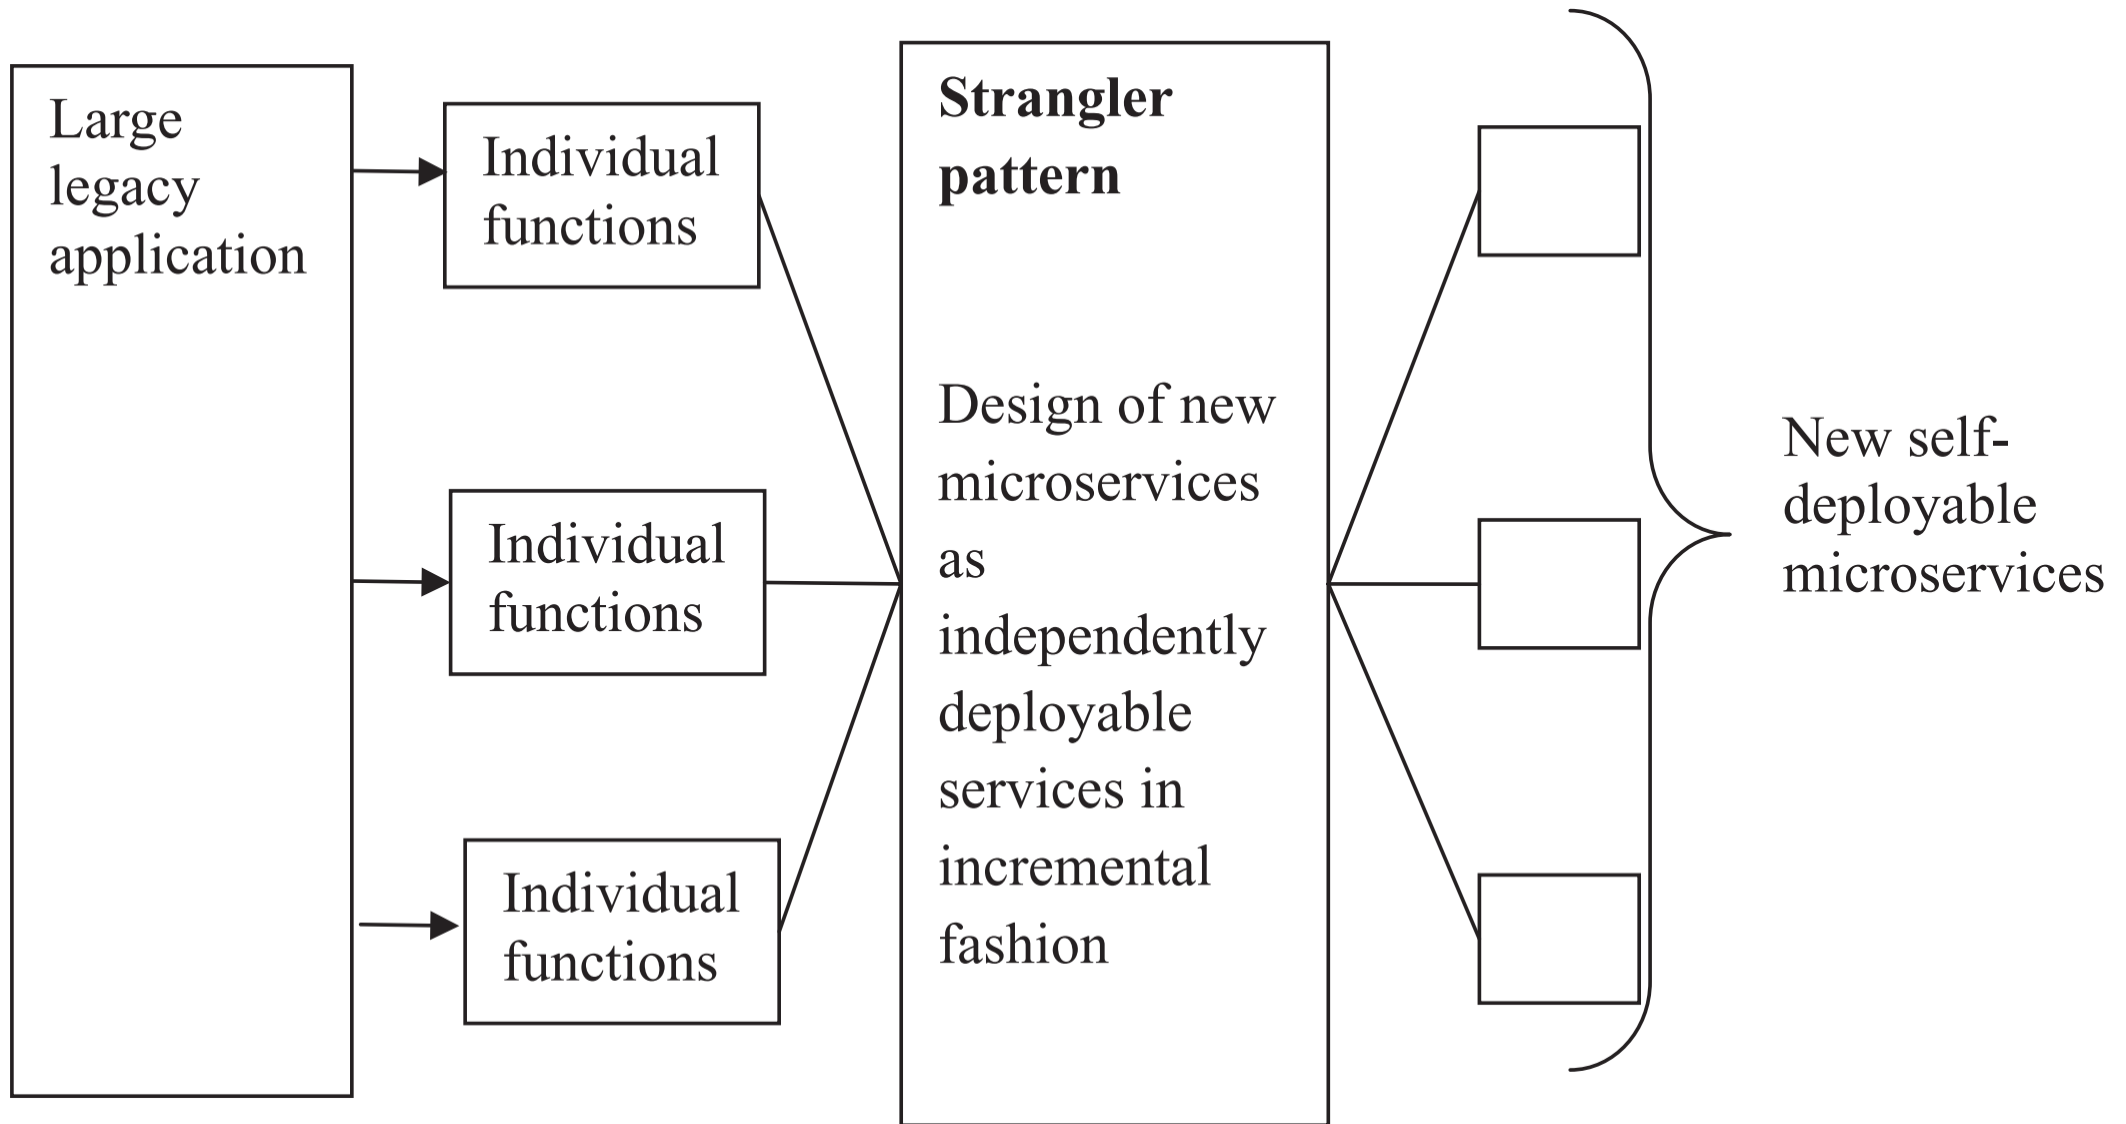 Large
legacy
application
Individual
functions
Individual
functions
Individual
functions
Strangler
pattern
Design of new
microservices
as
independently
deployable
services in
incremental
fashion
New self-
deployable
microservices